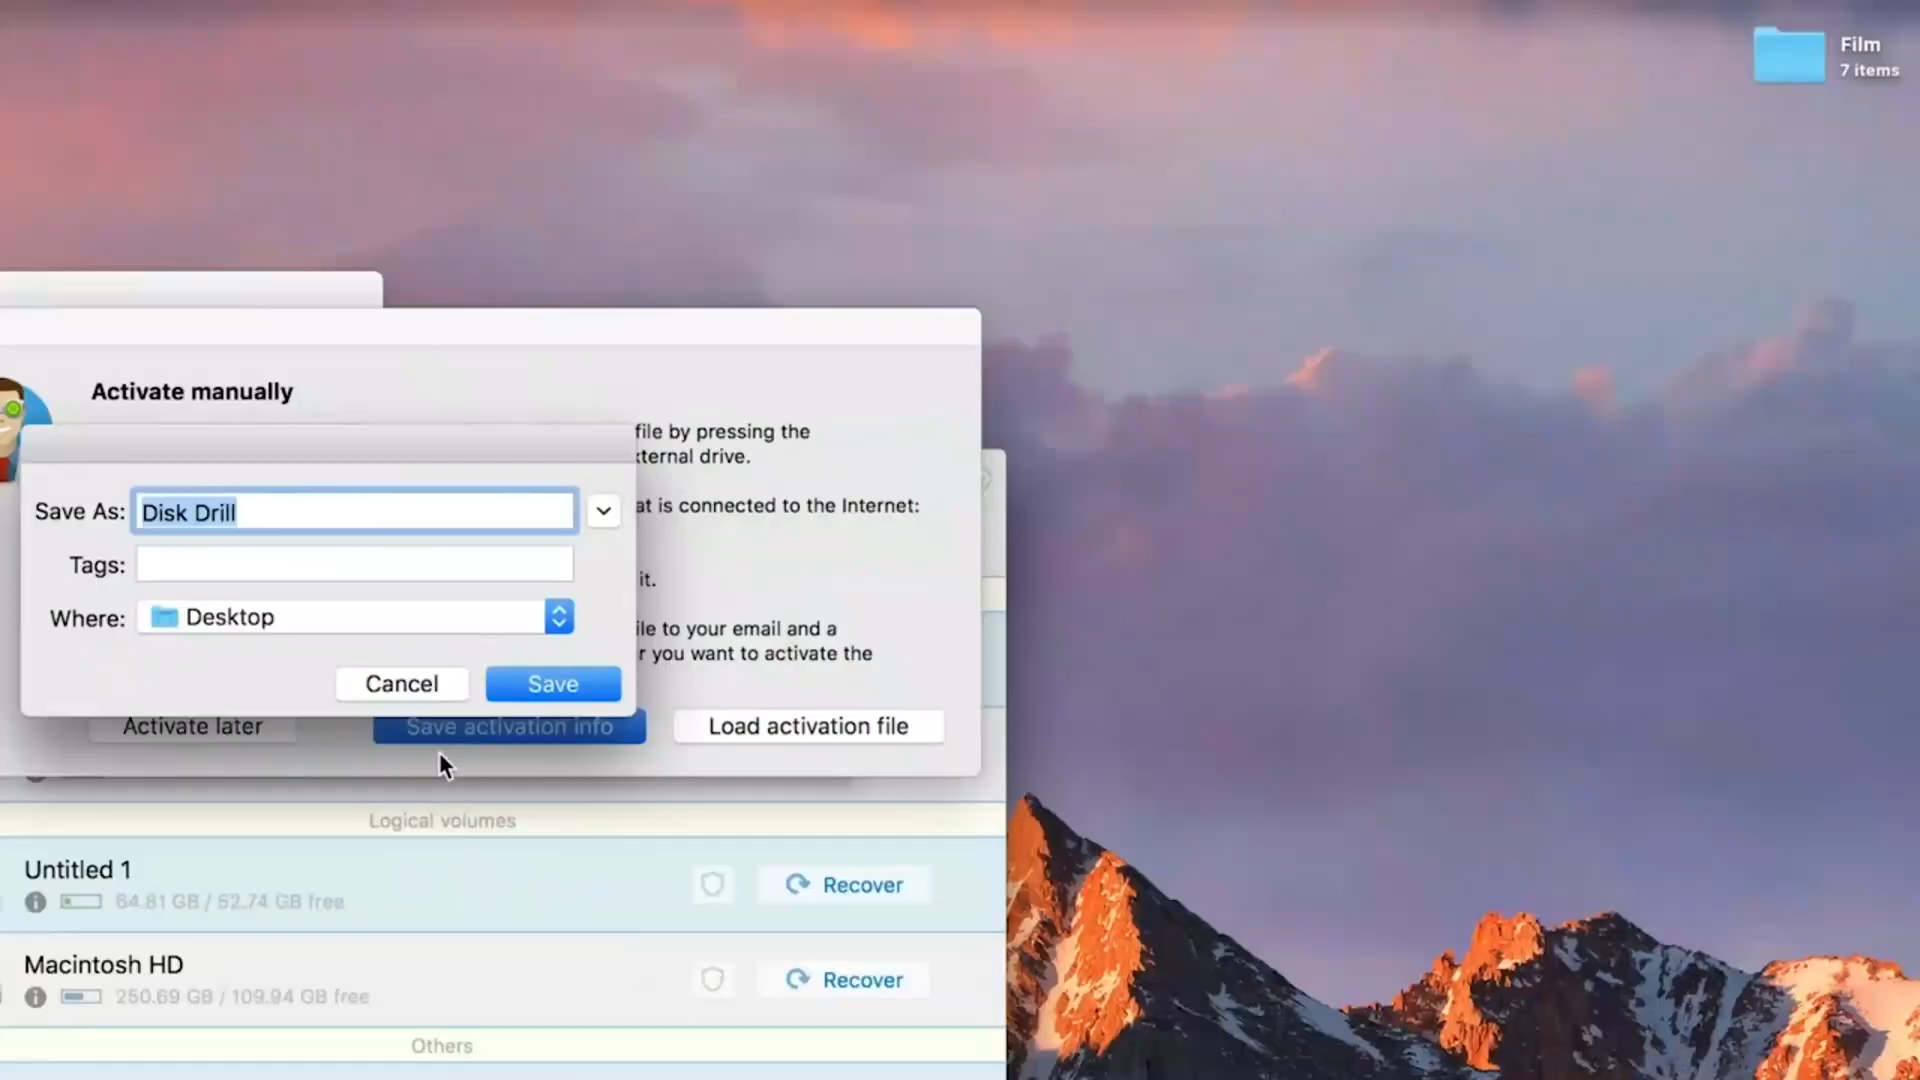 Film
7 items
Activate manually
file by pressing the
ternal drive.
Save As: Disk Drill
at is connected to the Internet:
Tags:
it.
Where: Desktop
ile to your email and a
r you want to activate the
Cancel
Save
Activate later
Save activation info
Load activation file
Logical volumes
Untitled 1
64.81 GB / 52.74 GB free
Recover
Macintosh HD
250.69 GB / 109.94 GB free
Recover
Others